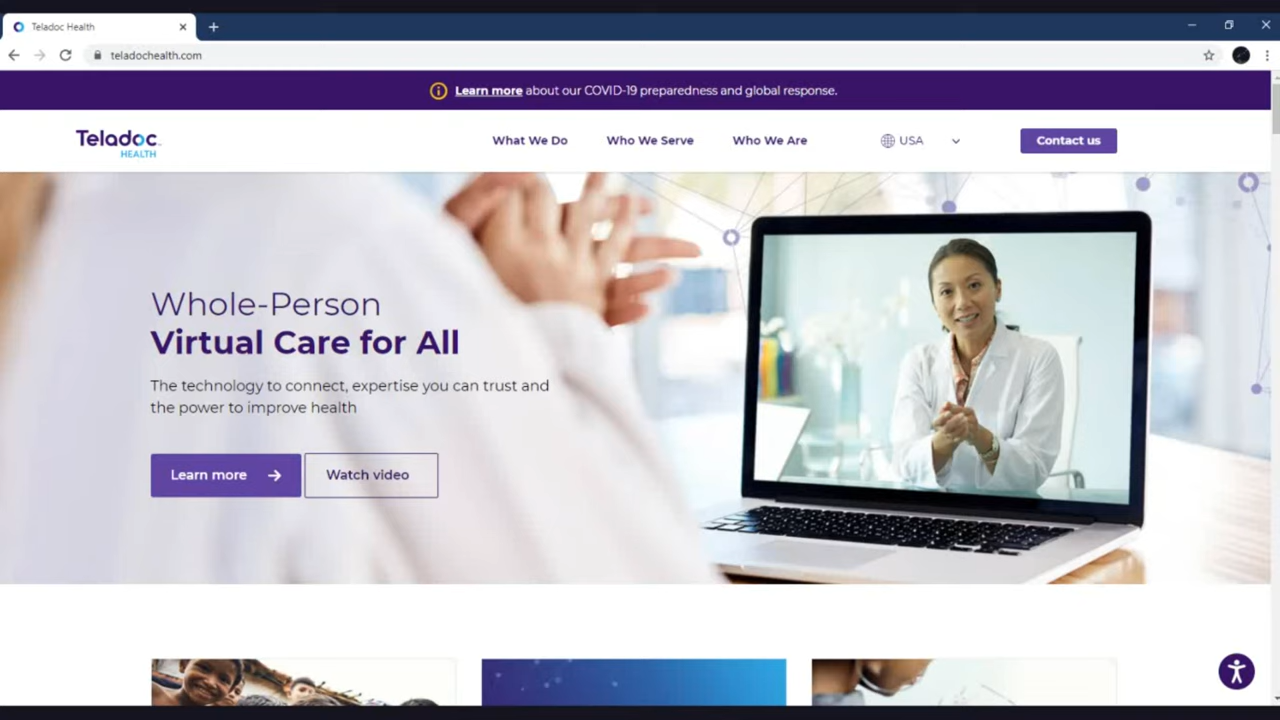 Teladoc Health
teladochealth.com
Learn more about our COVID-19 preparedness and global response.
Teladoc
HEALTH
What We Do
Who We Serve
Who We Are
USA
Contact us
Whole-Person
Virtual Care for All
The technology to connect, expertise you can trust and
the power to improve health
Learn more
Watch video